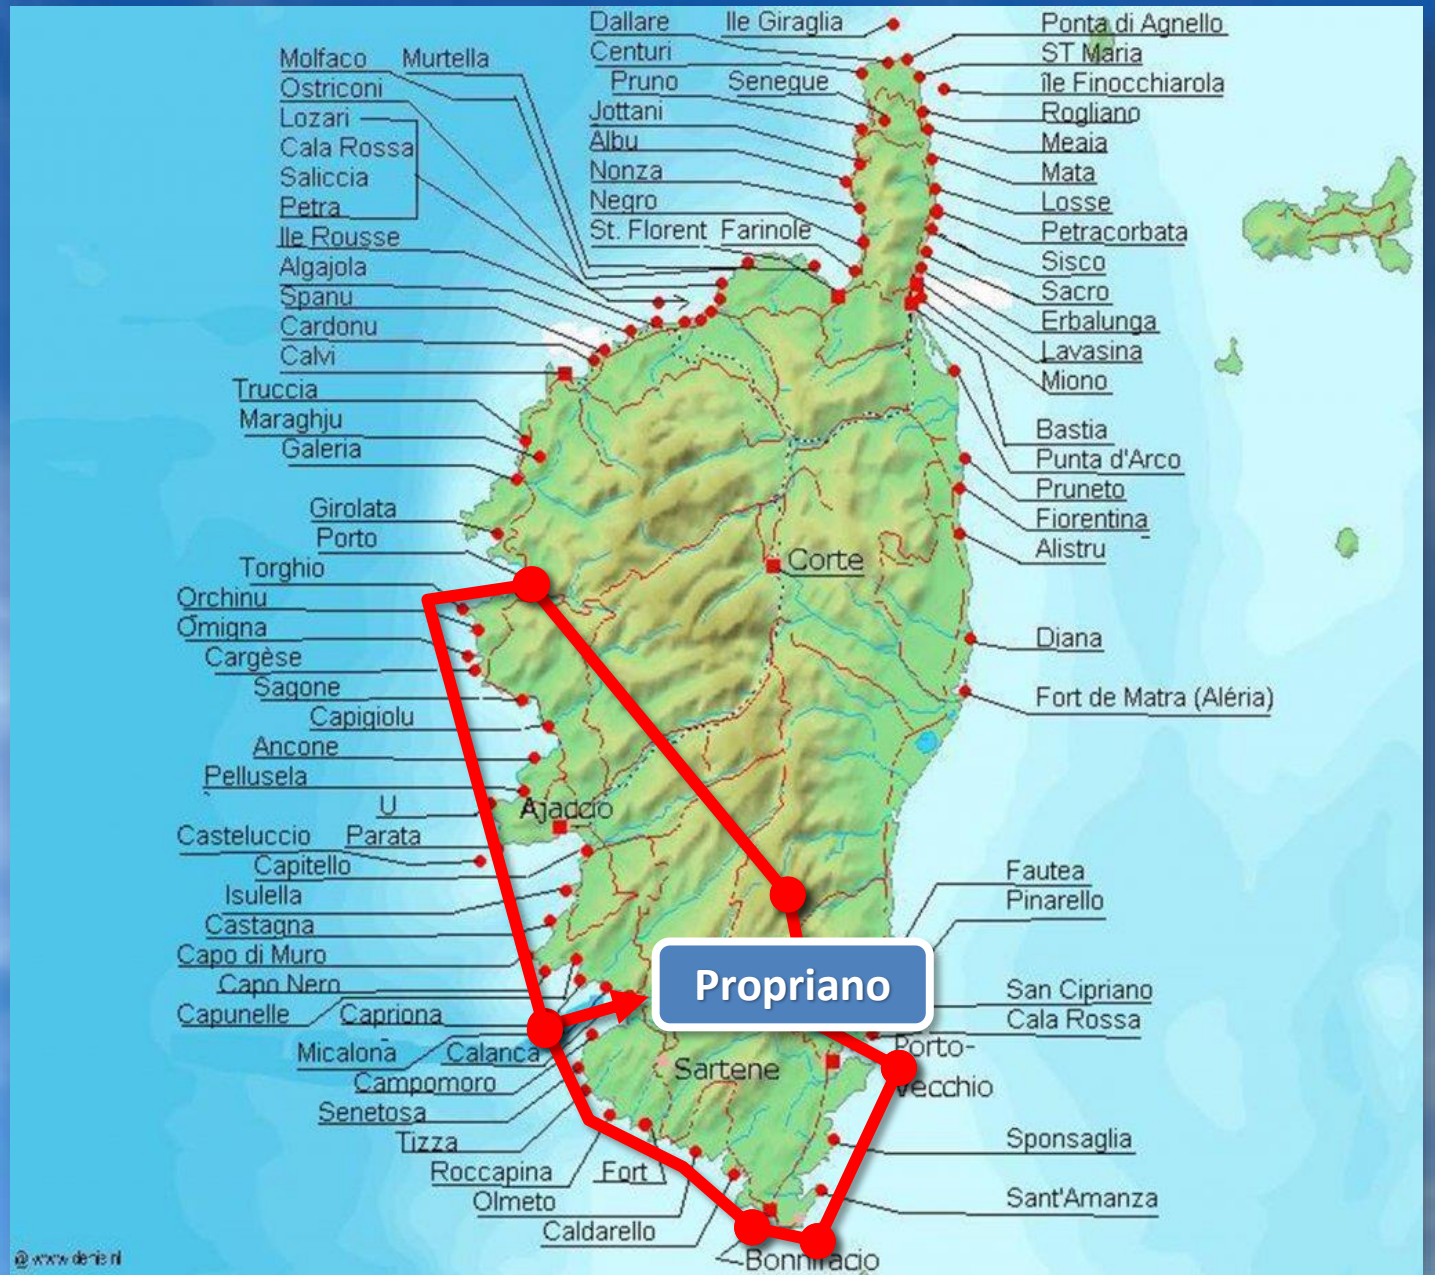 Dallare
Ile Giraglia
Ponta di Agnello
Molfaco
Murtella
Centuri
ST Maria
Ostriconi
Pruno
Seneque
île Finocchiarola
Lozari
Jottani
Rogliano
Cala Rossa
Albu
Meaia
Saliccia
Nonza
Mata
Petra
Negro
Losse
Ile Rousse
St. Florent
Farinole
Petracorbata
Algajola
Sisco
Spanu
Sacro
Cardonu
Erbalunga
Calvi
Lavasina
Truccia
Miono
Maraghju
Bastia
Galeria
Punta d'Arco
Pruneto
Girolata
Fiorentina
Porto
Alistru
Corte
Torghio
Orchinu
Omigna
Diana
Cargèse
Sagone
Fort de Matra (Aléria)
Capigiolu
Ancone
Pellusela
U
Ajaccio
Casteluccio
Parata
Capitello
Fautea
Isulella
Pinarello
Castagna
Capo di Muro
Capo Nero
Propriano
San Cipriano
Capunelle
Capriona
Cala Rossa
Micalona
Calanca
Porto-
Vecchio
Campomoro
Sartene
Senetosa
Tizza
Sponsaglia
Roccapina
Fort
Olmeto
Sant'Amanza
Caldarello
Bonnifacio
@ www.denis.nl